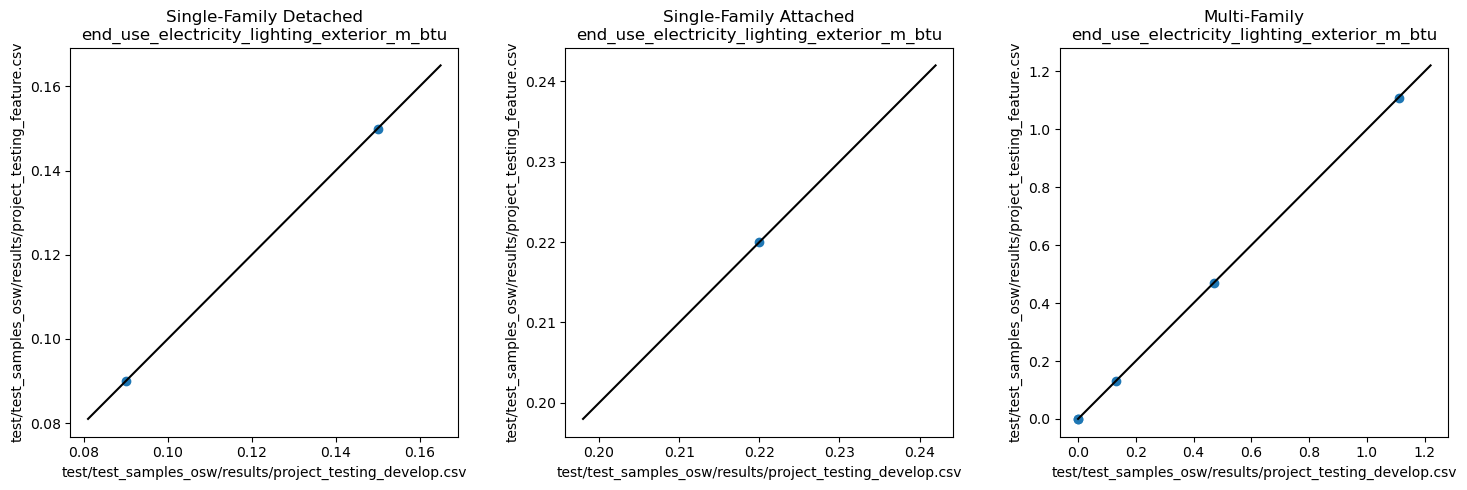 Single-Family Detached
end_use_electricity_lighting_exterior_m_btu
test/test_samples_osw/results/project_testing_feature.csv
0.16
0.14
0.12
0.10
0.08
0.08 0.10 0.12 0.14 0.16
test/test_samples_osw/results/project_testing_develop.csv
Single-Family Attached
end_use_electricity_lighting_exterior_m_btu
test/test_samples_osw/results/project_testing_feature.csv
0.24
0.23
0.22
0.21
0.20
0.20 0.21 0.22 0.23 0.24
test/test_samples_osw/results/project_testing_develop.csv
Multi-Family
end_use_electricity_lighting_exterior_m_btu
test/test_samples_osw/results/project_testing_feature.csv
1.2
1.0
0.8
0.6
0.4
0.2
0.0
0.0 0.2 0.4 0.6 0.8 1.0 1.2
test/test_samples_osw/results/project_testing_develop.csv